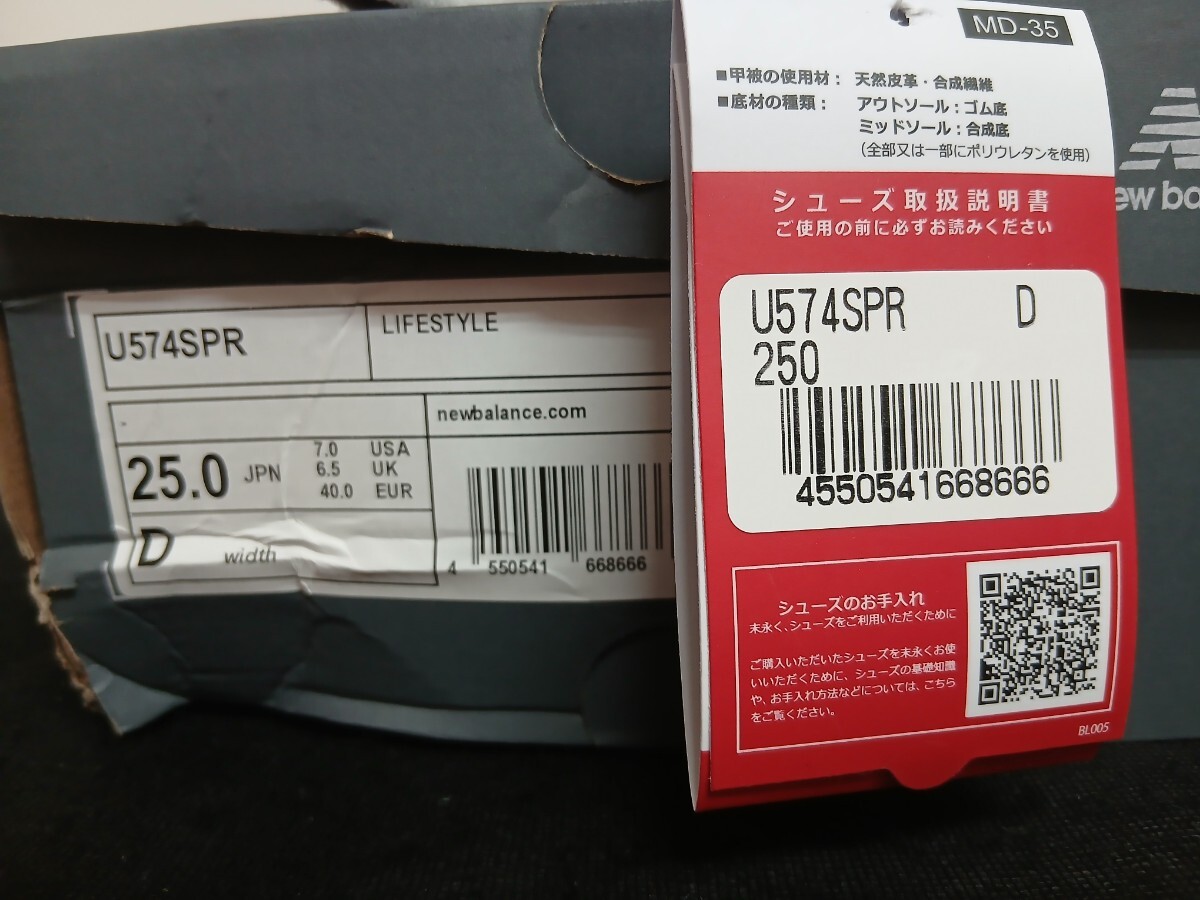 U574SPR
LIFESTYLE
newbalance.com
25.0 JPN
7.0 USA
6.5 UK
40.0 EUR
D width
4 550541 668666
MD-35
■甲被の使用材： 天然皮革・合成繊維
■底材の種類： アウトソール：ゴム底
ミッドソール：合成底
（全部又は一部にポリウレタンを使用）
シューズ取扱説明書
ご使用の前に必ずお読みください
U574SPR D
250
4550541668666
シューズのお手入れ
末永く、シューズをご利用いただくために
ご購入いただいたシューズを末永くお使
いいただくために、シューズの基礎知識
や、お手入れ方法などについては、こちら
をご覧ください。
BL005
ew ba